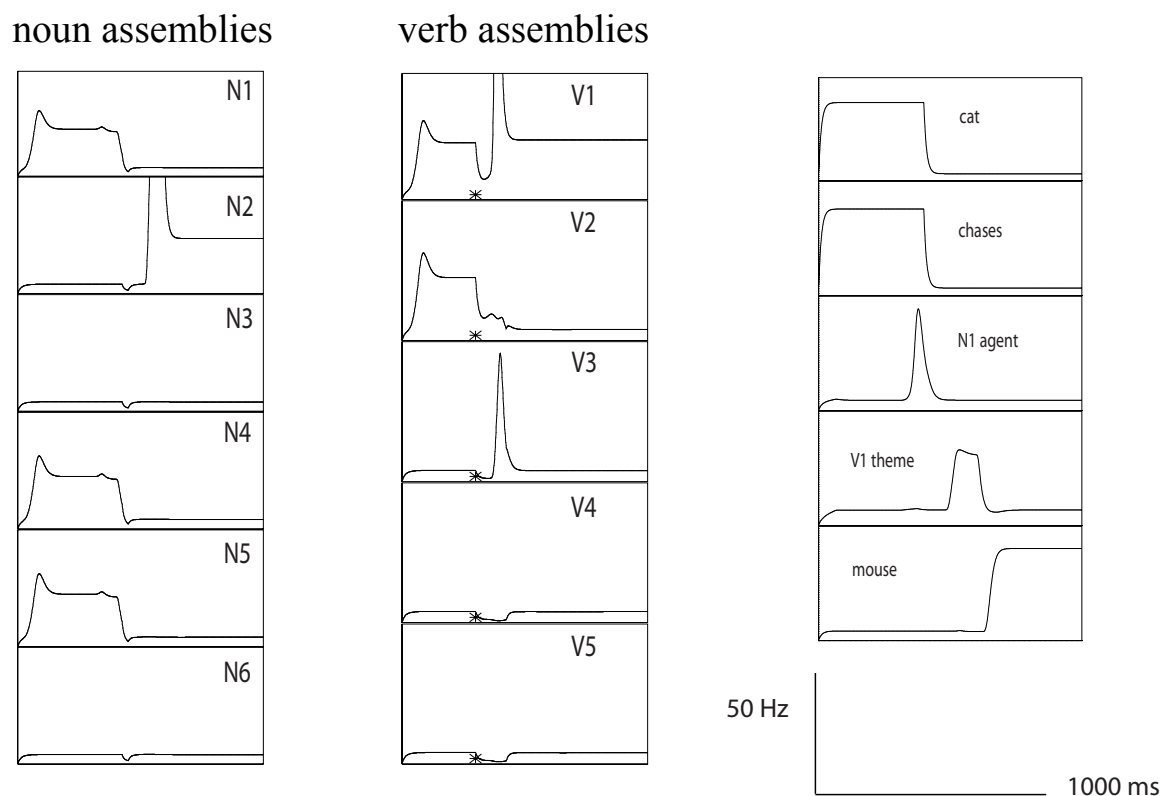 noun assemblies
N1
N2
N3
N4
N5
N6
verb assemblies
V1
V2
V3
V4
V5
cat
chases
N1 agent
V1 theme
mouse
50 Hz
1000 ms